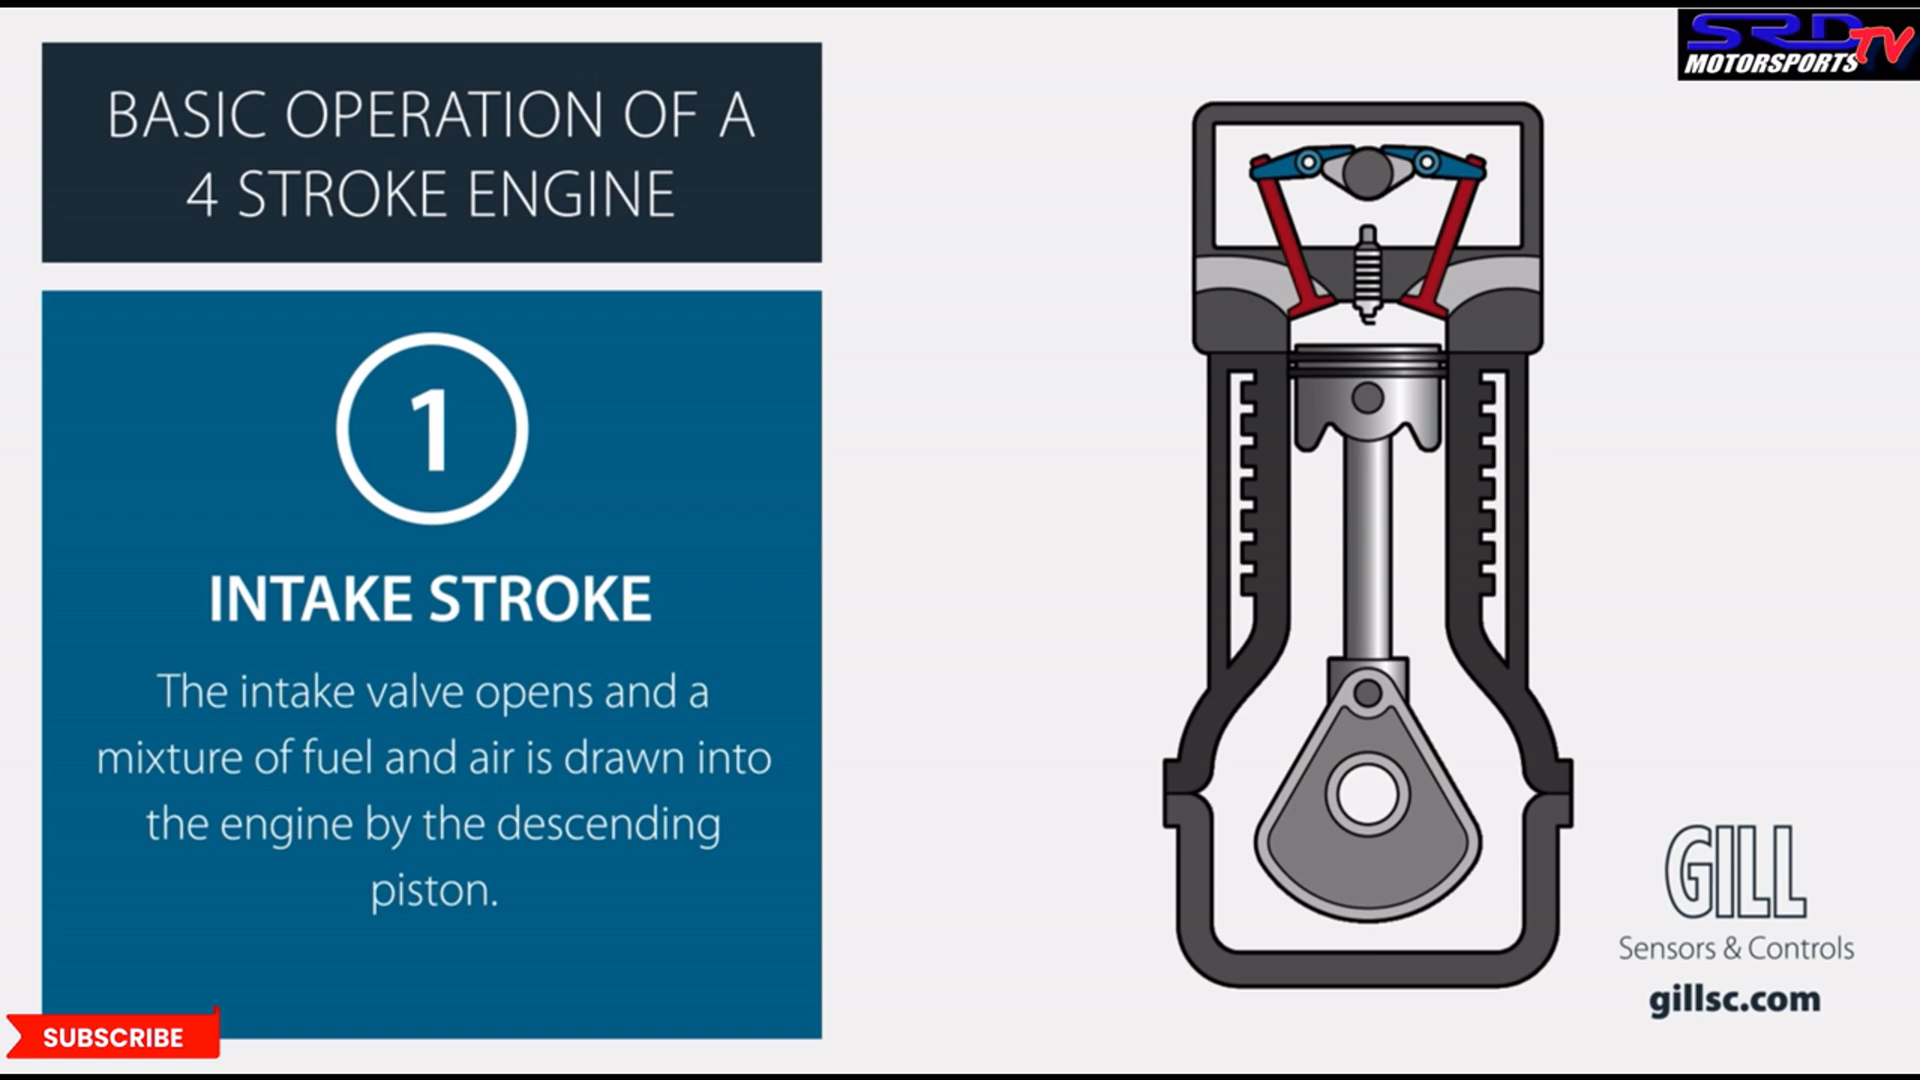 SRD TV
MOTORSPORTS
BASIC OPERATION OF A
4 STROKE ENGINE
1
INTAKE STROKE
The intake valve opens and a
mixture of fuel and air is drawn into
the engine by the descending
piston.
GILL
Sensors & Controls
gillsc.com
SUBSCRIBE